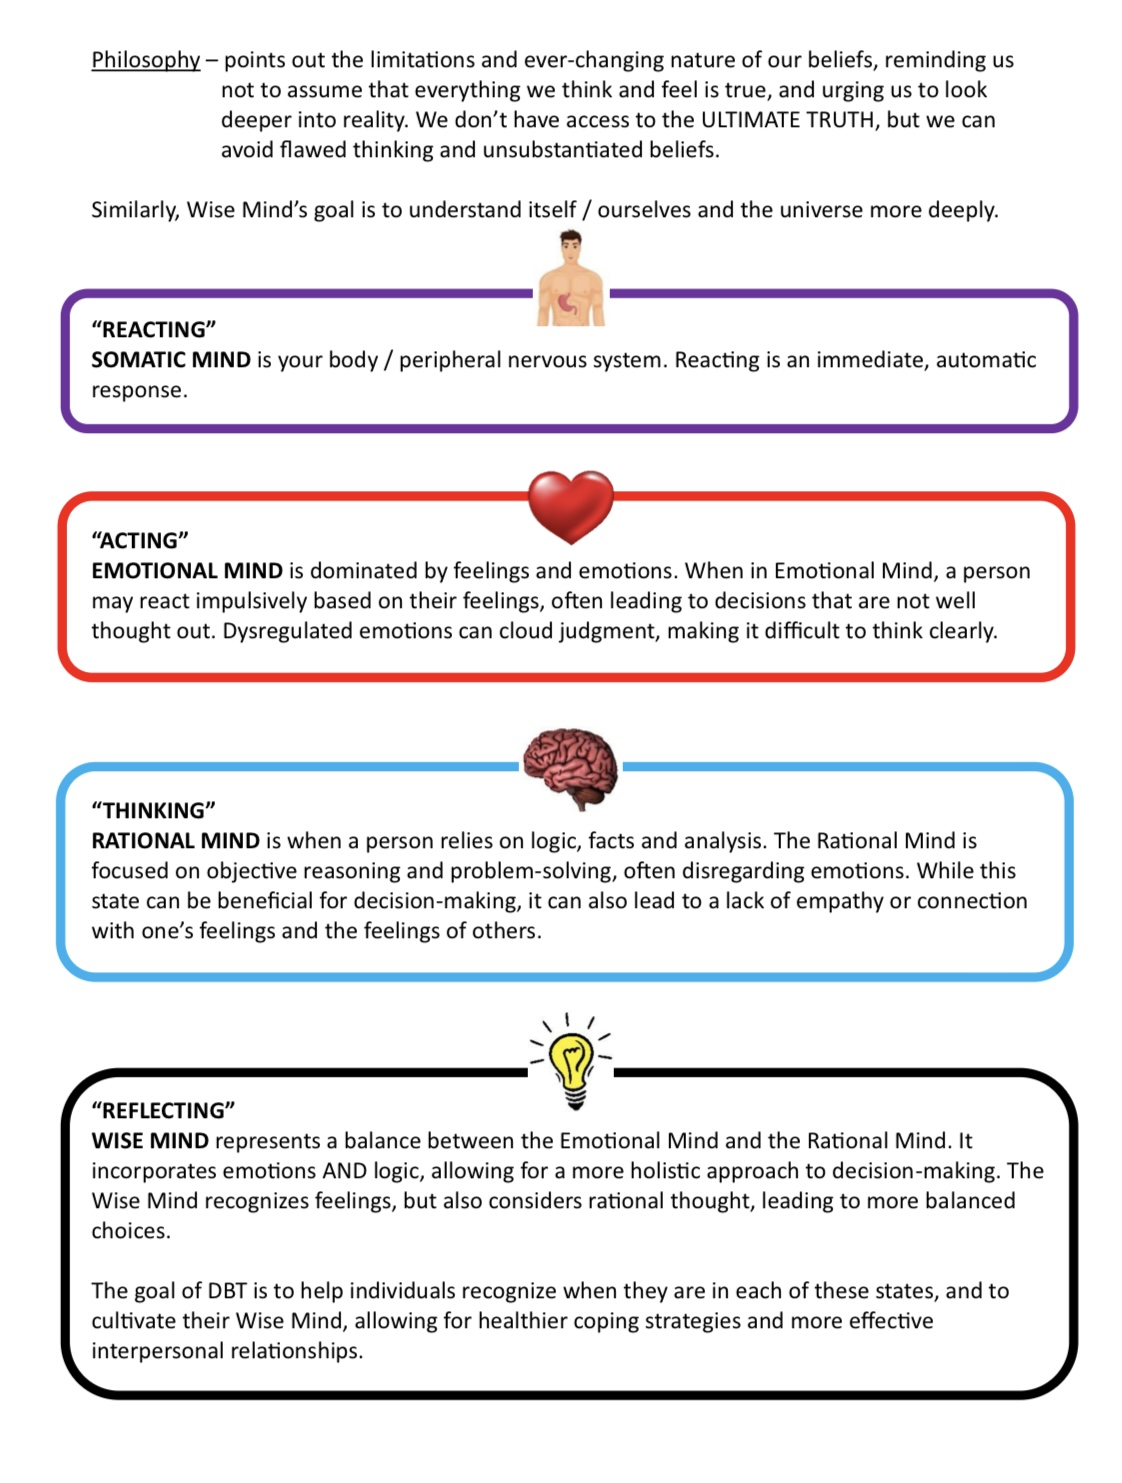 Philosophy – points out the limitations and ever-changing nature of our beliefs, reminding us
not to assume that everything we think and feel is true, and urging us to look
deeper into reality. We don’t have access to the ULTIMATE TRUTH, but we can
avoid flawed thinking and unsubstantiated beliefs.
Similarly, Wise Mind’s goal is to understand itself / ourselves and the universe more deeply.
“REACTING”
SOMATIC MIND is your body / peripheral nervous system. Reacting is an immediate, automatic
response.
“ACTING”
EMOTIONAL MIND is dominated by feelings and emotions. When in Emotional Mind, a person
may react impulsively based on their feelings, often leading to decisions that are not well
thought out. Dysregulated emotions can cloud judgment, making it difficult to think clearly.
“THINKING”
RATIONAL MIND is when a person relies on logic, facts and analysis. The Rational Mind is
focused on objective reasoning and problem-solving, often disregarding emotions. While this
state can be beneficial for decision-making, it can also lead to a lack of empathy or connection
with one’s feelings and the feelings of others.
“REFLECTING”
WISE MIND represents a balance between the Emotional Mind and the Rational Mind. It
incorporates emotions AND logic, allowing for a more holistic approach to decision-making. The
Wise Mind recognizes feelings, but also considers rational thought, leading to more balanced
choices.
The goal of DBT is to help individuals recognize when they are in each of these states, and to
cultivate their Wise Mind, allowing for healthier coping strategies and more effective
interpersonal relationships.